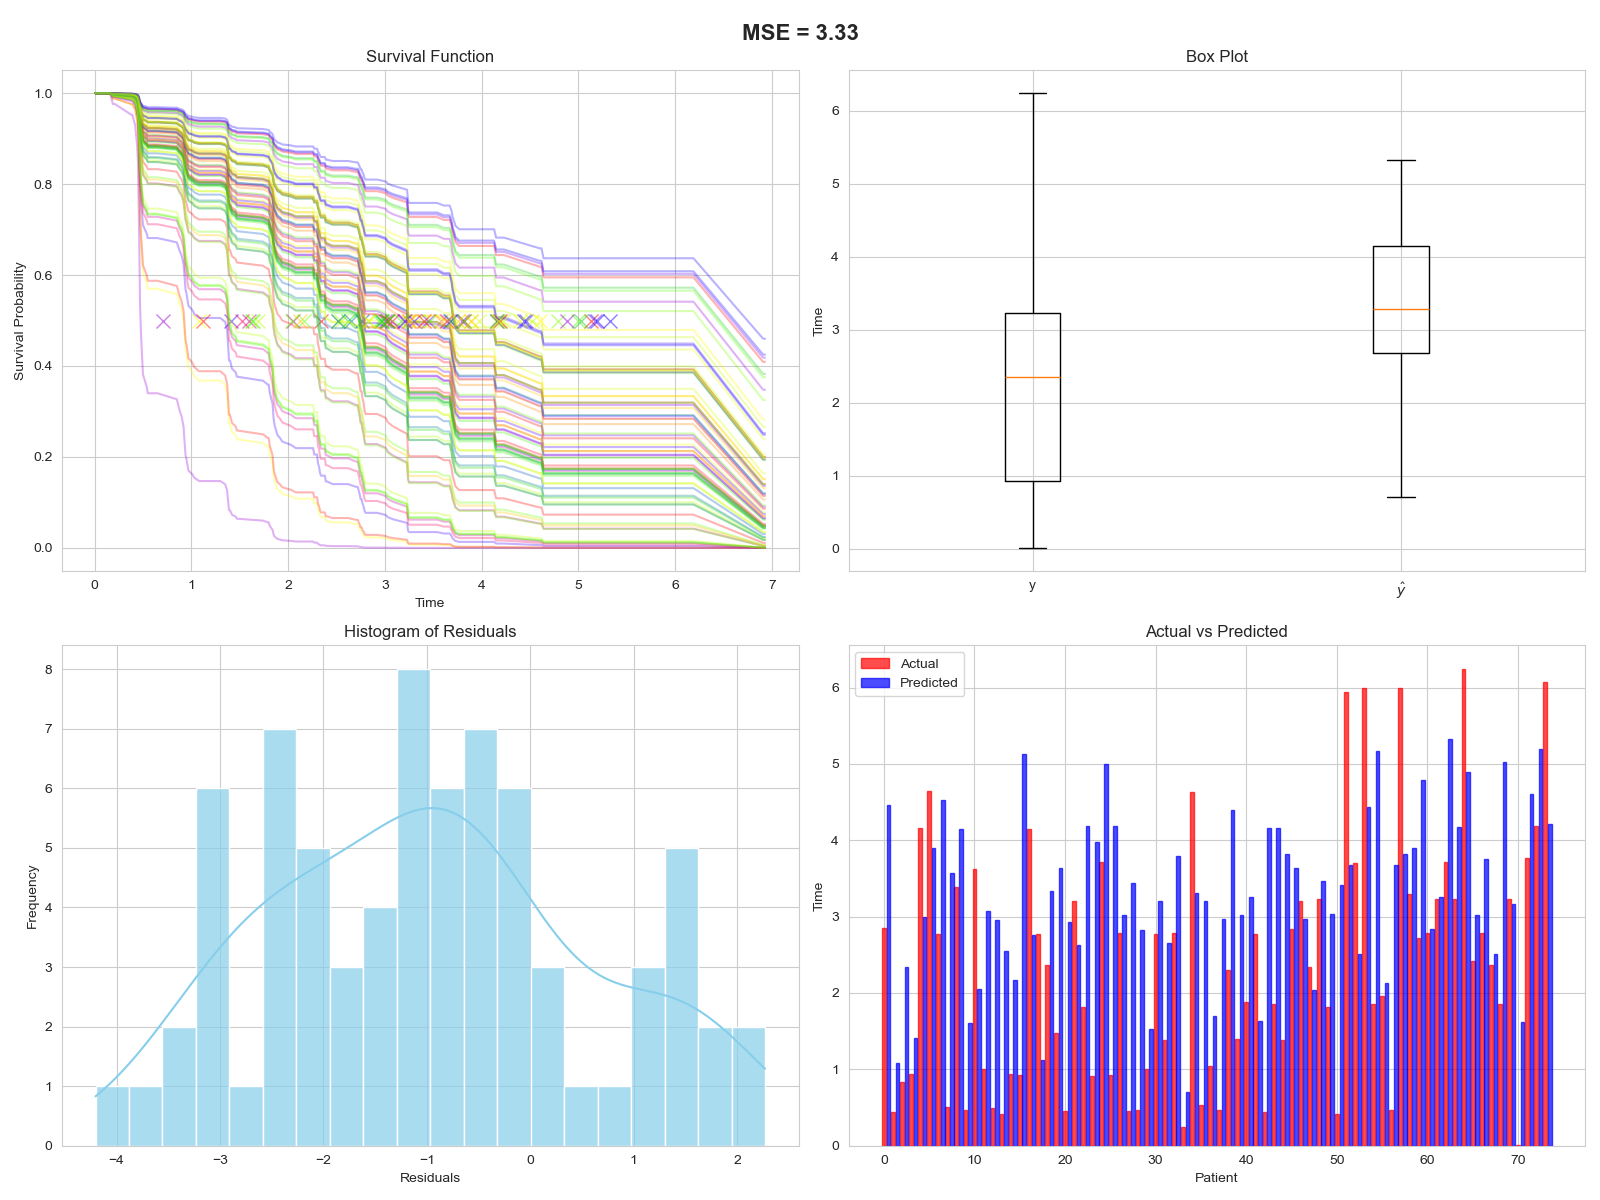 MSE = 3.33
Survival Function
Survival Probability
1.0
0.8
0.6
0.4
0.2
0.0
0 1 2 3 4 5 6 7
Time
Box Plot
Time
6
5
4
3
2
1
0
y ŷ
Histogram of Residuals
Frequency
8
7
6
5
4
3
2
1
0
−4 −3 −2 −1 0 1 2
Residuals
Actual vs Predicted
Actual
Predicted
Time
6
5
4
3
2
1
0
0 10 20 30 40 50 60 70
Patient